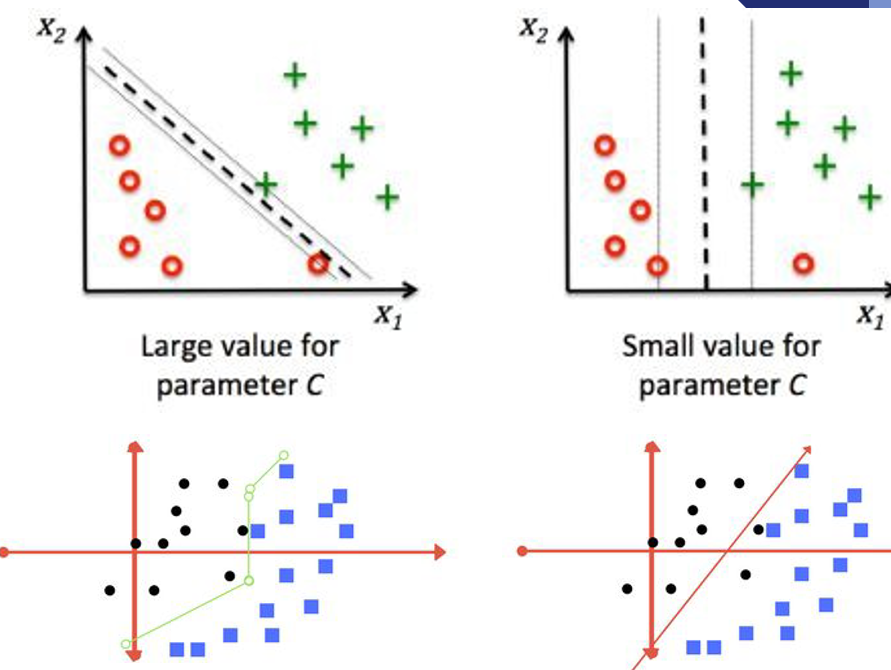 x2
x1
Large value for
parameter C
x2
x1
Small value for
parameter C